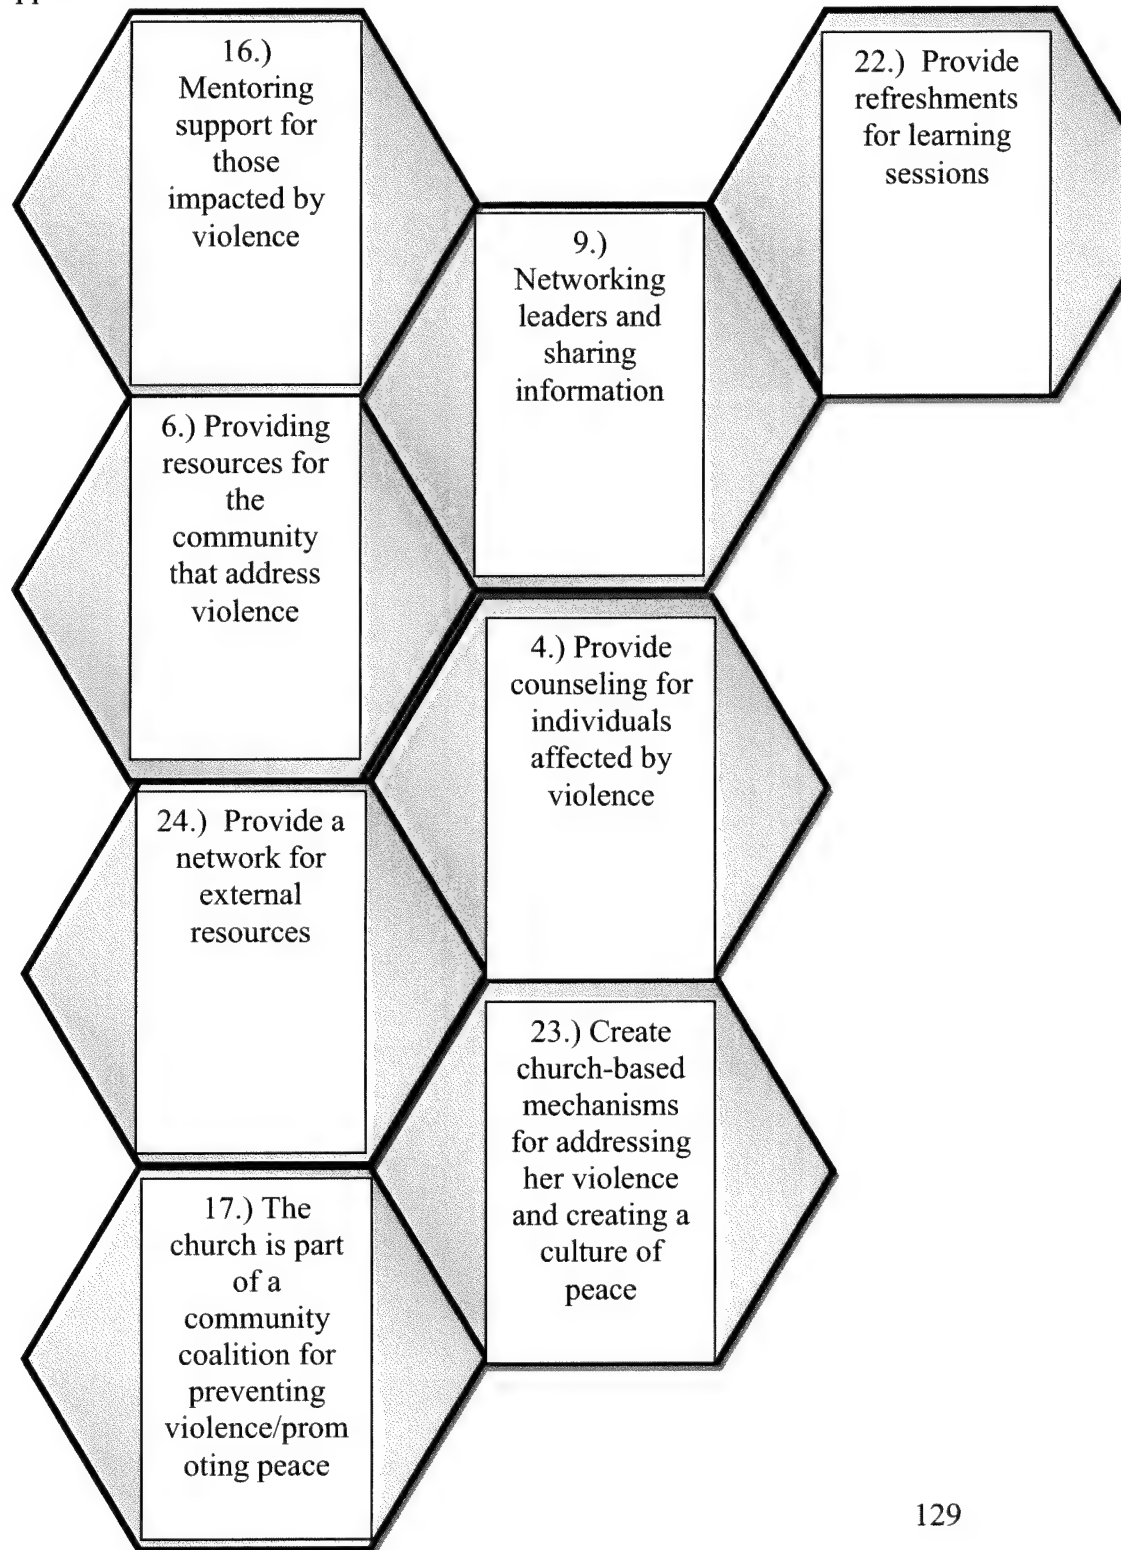 16.)
Mentoring
support for
those
impacted by
violence
22.) Provide
refreshments
for learning
sessions
9.)
Networking
leaders and
sharing
information
6.) Providing
resources for
the
community
that address
violence
4.) Provide
counseling for
individuals
affected by
violence
24.) Provide a
network for
external
resources
23.) Create
church-based
mechanisms
for addressing
her violence
and creating a
culture of
peace
17.) The
church is part
of a
community
coalition for
preventing
violence/prom
oting peace
129